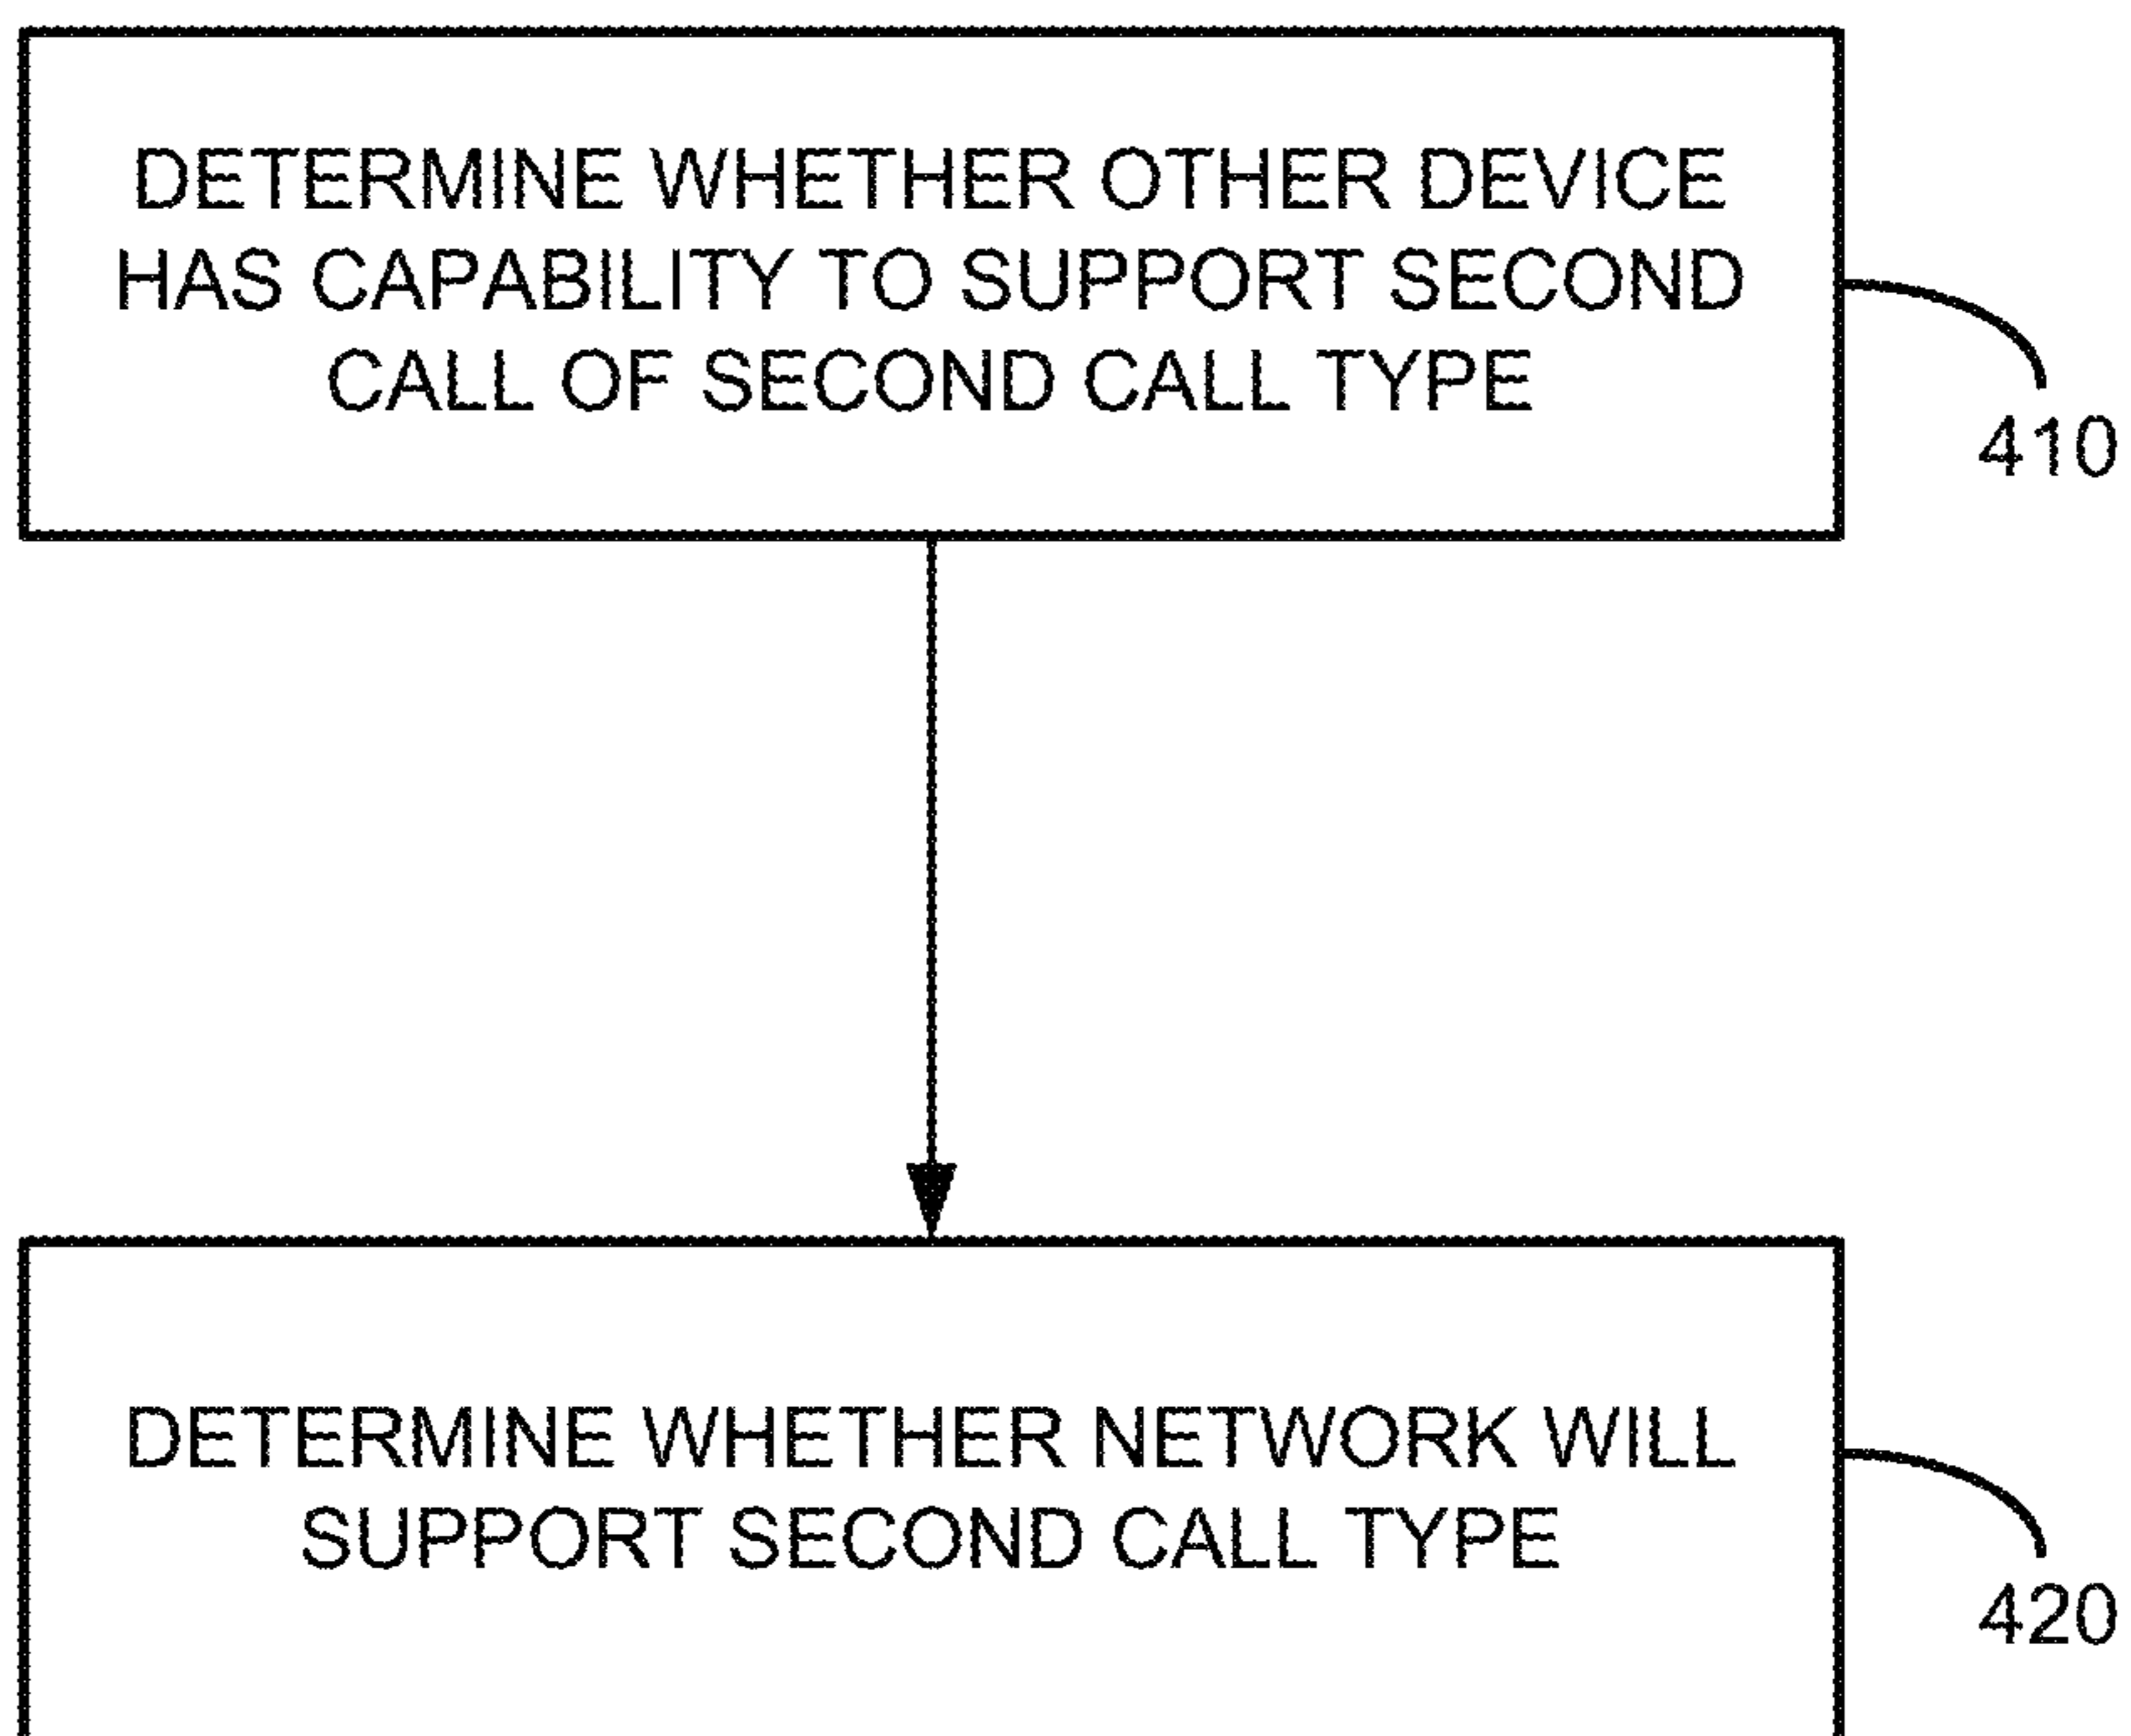 DETERMINE WHETHER OTHER DEVICE
HAS CAPABILITY TO SUPPORT SECOND
CALL OF SECOND CALL TYPE
410
DETERMINE WHETHER NETWORK WILL
SUPPORT SECOND CALL TYPE
420